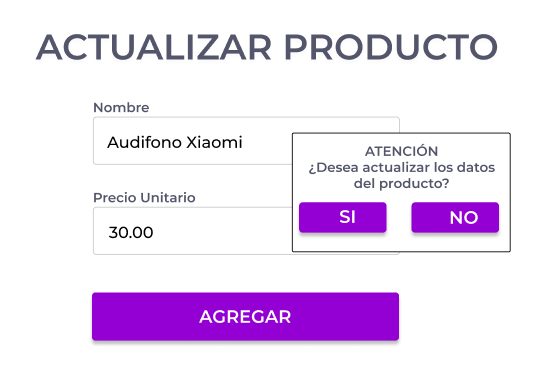 ACTUALIZAR PRODUCTO
Nombre
Audifono Xiaomi
Precio Unitario
30.00
ATENCIÓN
¿Desea actualizar los datos
del producto?
SI
NO
AGREGAR